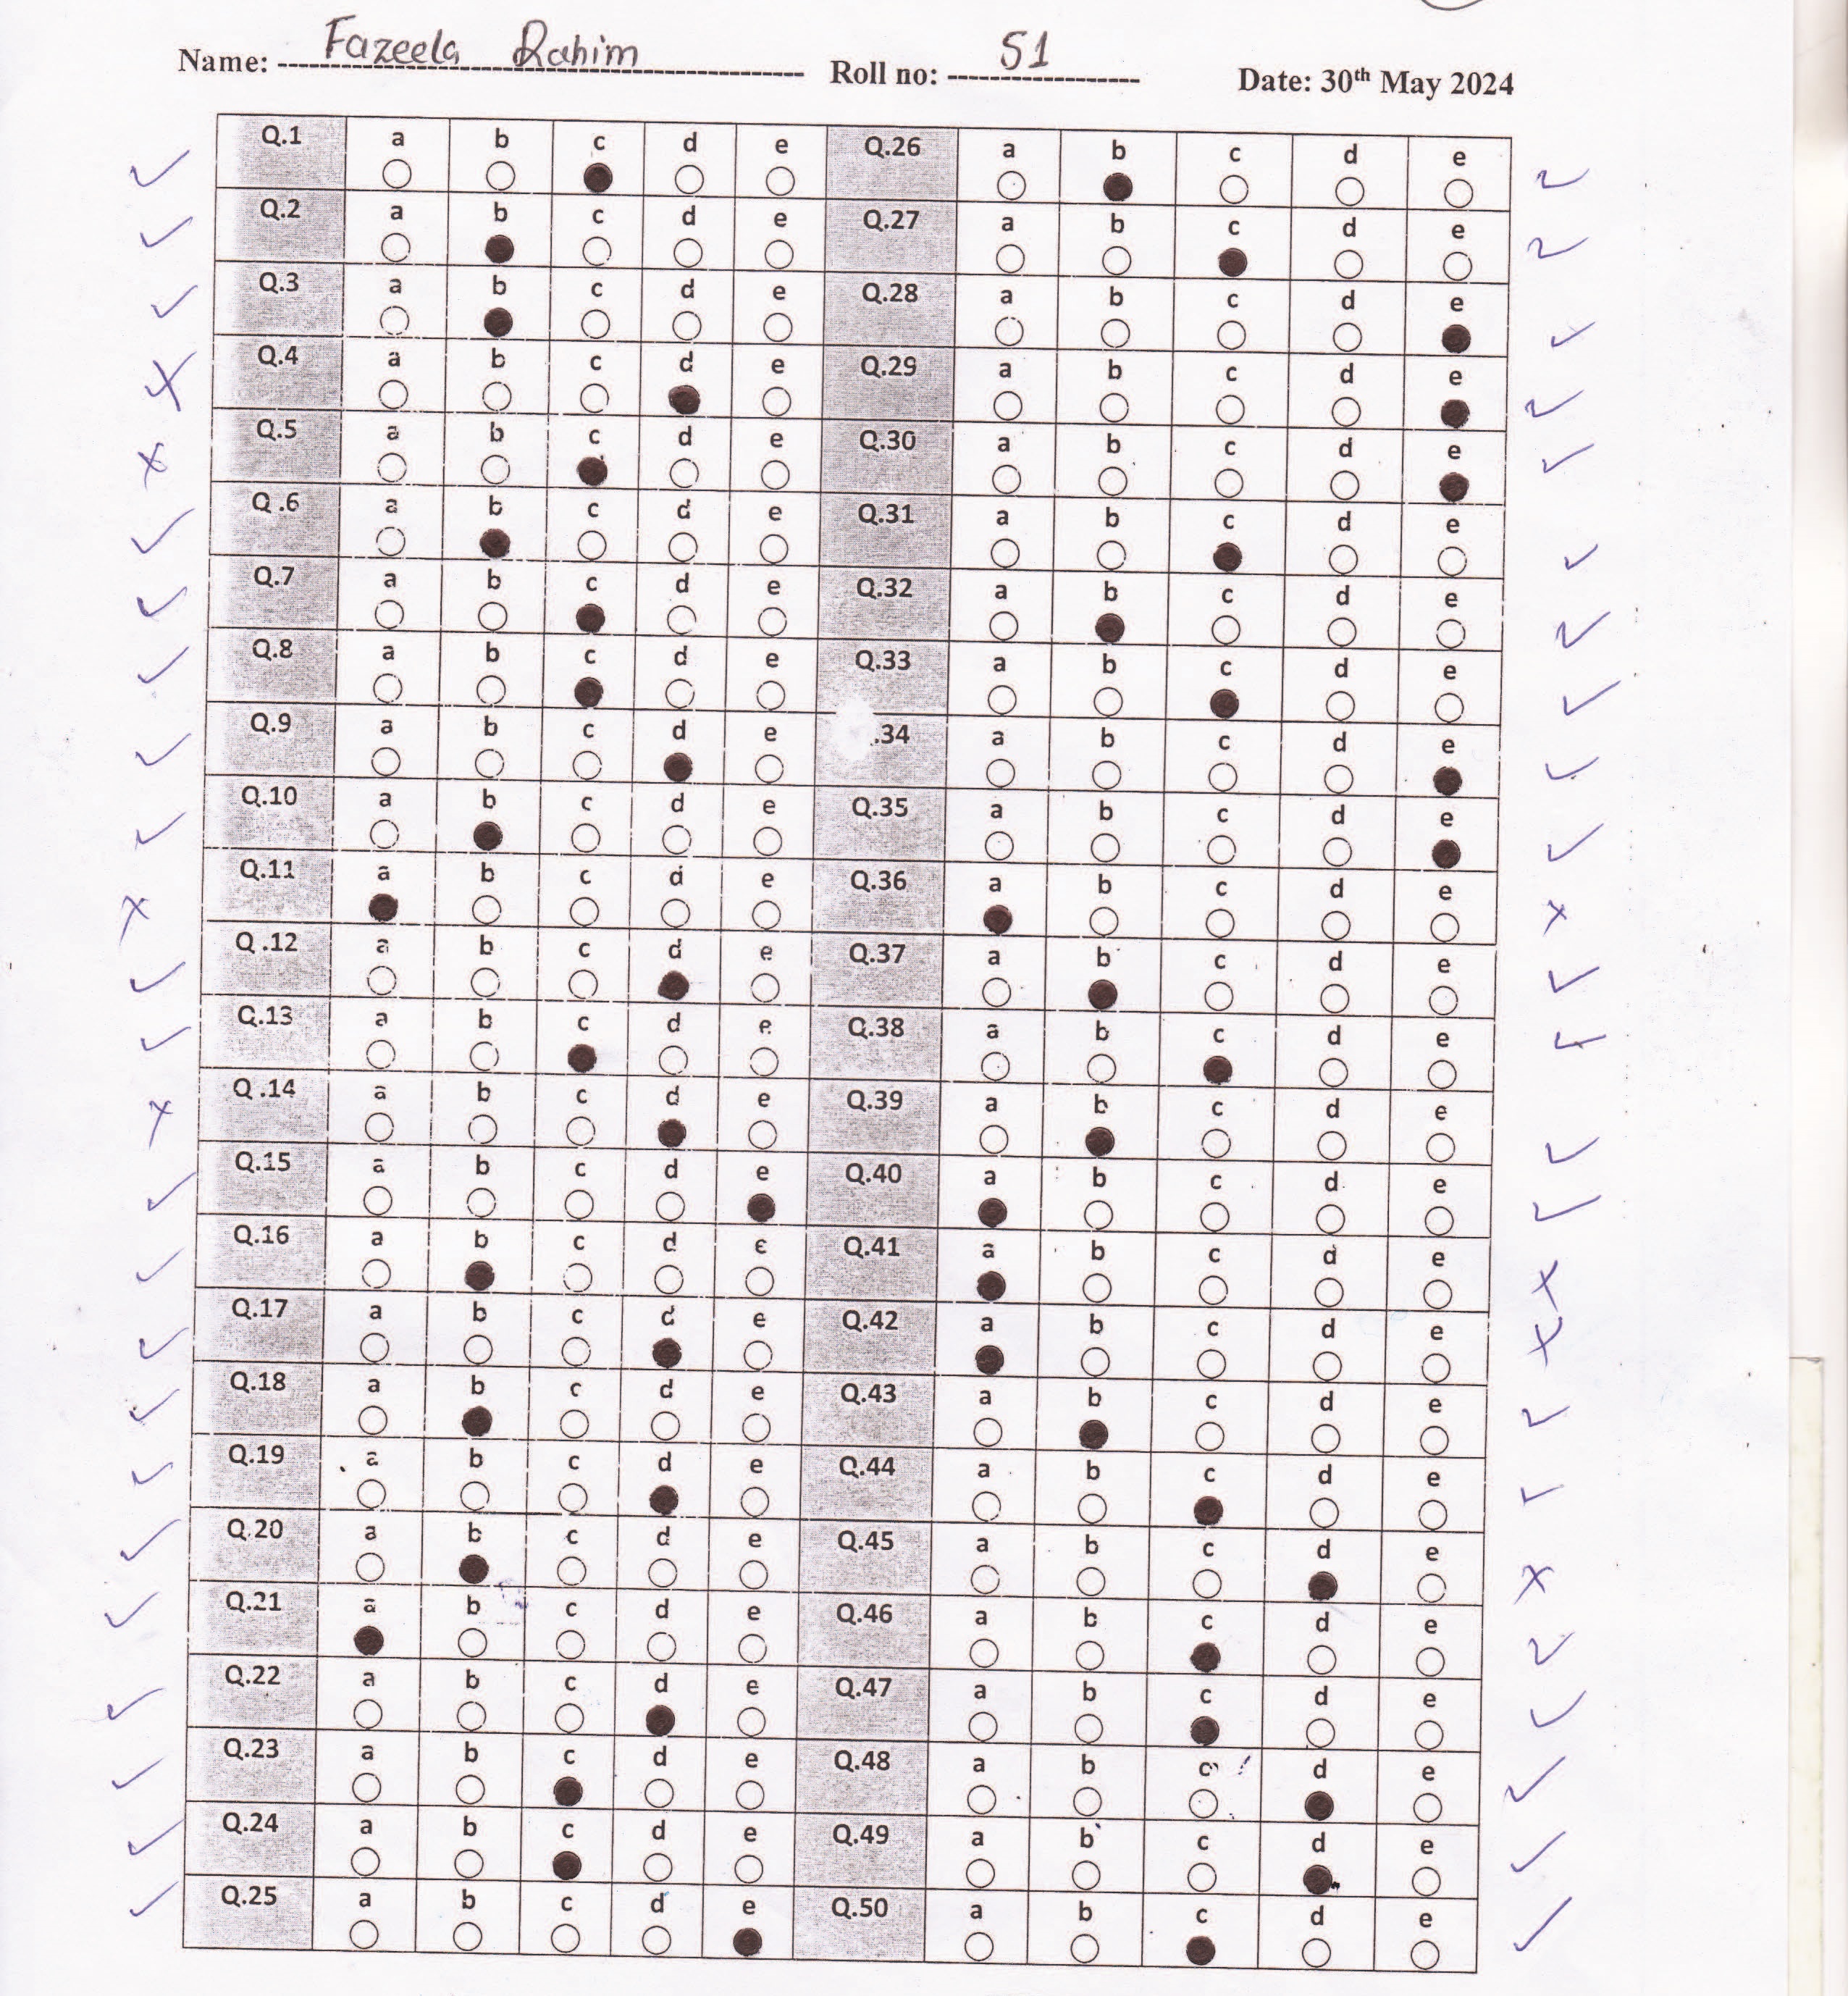 Name: Fazeela Rahim Roll no: 51 Date: 30th May 2024
Q.1 a b c d e Q.26 a b c d e
Q.2 a b c d e Q.27 a b c d e
Q.3 a b c d e Q.28 a b c d e
Q.4 a b c d e Q.29 a b c d e
Q.5 a b c d e Q.30 a b c d e
Q .6 a b c d e Q.31 a b c d e
Q.7 a b c d e Q.32 a b c d e
Q.8 a b c d e Q.33 a b c d e
Q.9 a b c d e .34 a b c d e
Q.10 a b c d e Q.35 a b c d e
Q.11 a b c d e Q.36 a b c d e
Q .12 a b c d e Q.37 a b c d e
Q.13 a b c d e Q.38 a b c d e
Q .14 a b c d e Q.39 a b c d e
Q.15 a b c d e Q.40 a b c d e
Q.16 a b c d e Q.41 a b c d e
Q.17 a b c d e Q.42 a b c d e
Q.18 a b c d e Q.43 a b c d e
Q.19 a b c d e Q.44 a b c d e
Q.20 a b c d e Q.45 a b c d e
Q.21 a b c d e Q.46 a b c d e
Q.22 a b c d e Q.47 a b c d e
Q.23 a b c d e Q.48 a b c d e
Q.24 a b c d e Q.49 a b c d e
Q.25 a b c d e Q.50 a b c d e